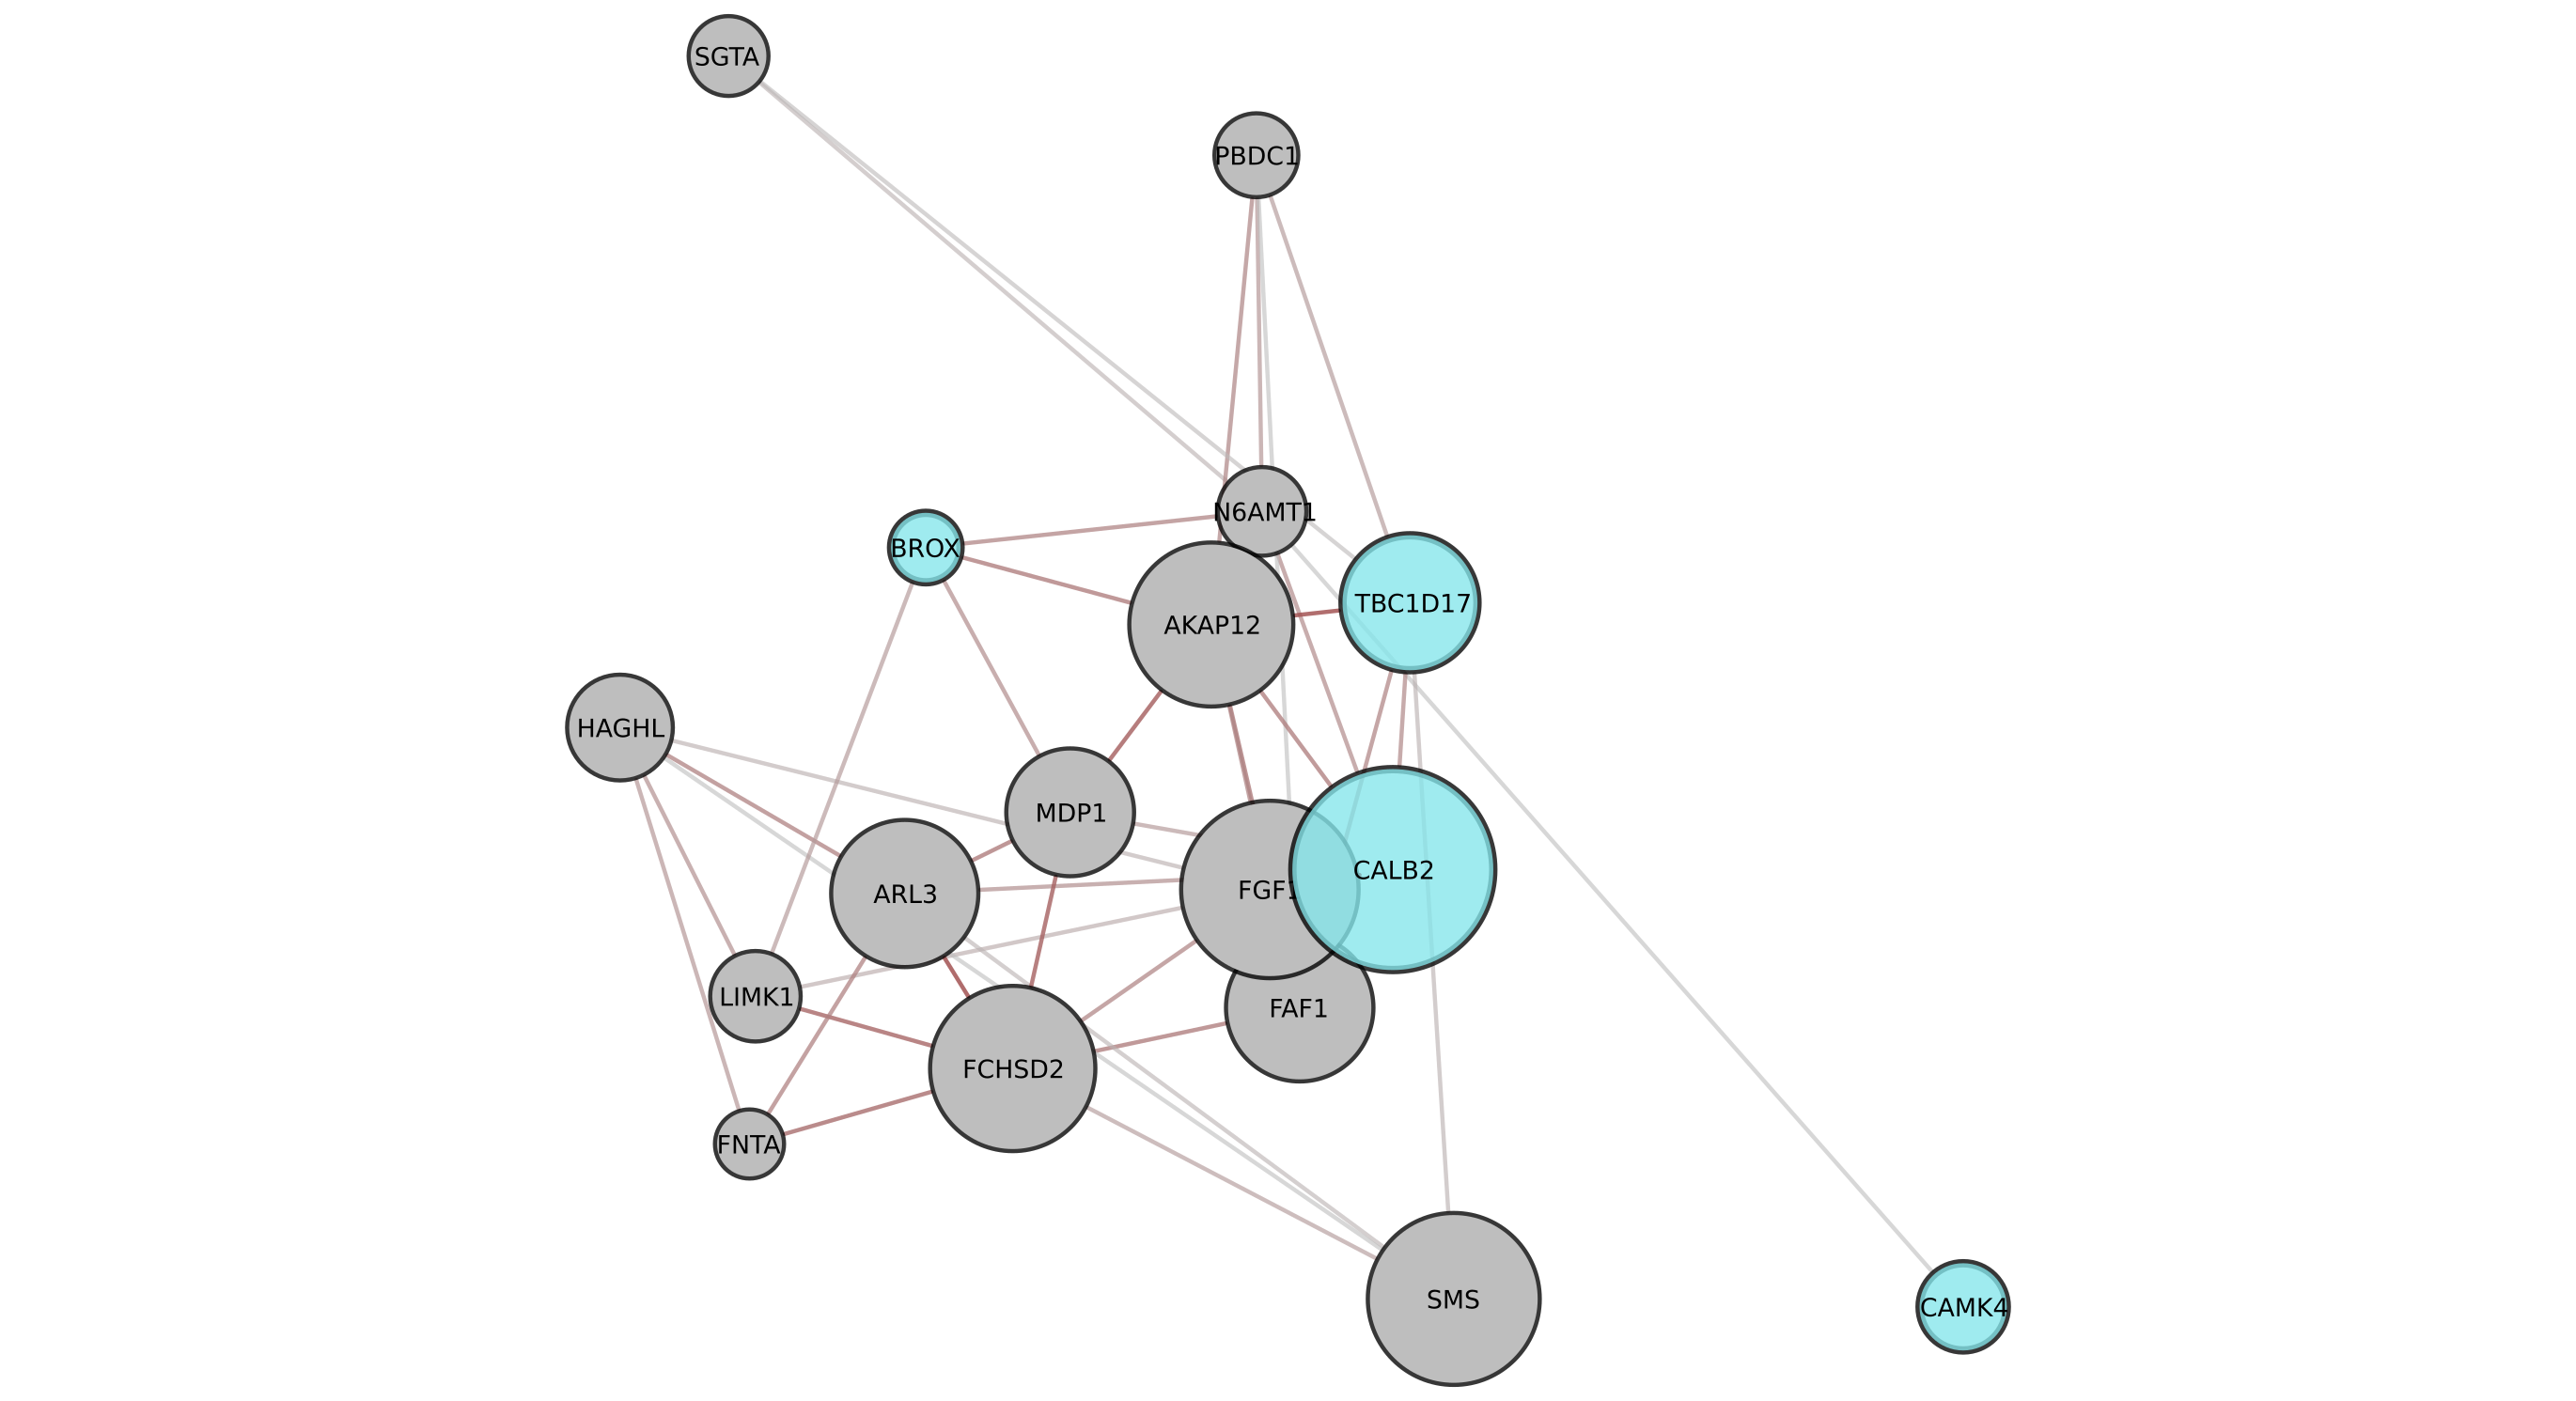 SGTA
PBDC1
N6AMT1
BROX
TBC1D17
AKAP12
HAGHL
MDP1
CALB2
FGF1
ARL3
LIMK1
FAF1
FCHSD2
FNTA
SMS
CAMK4